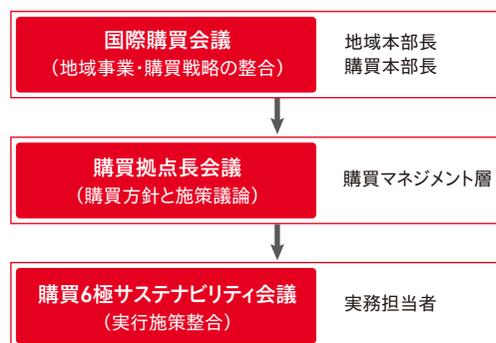 国際購買会議
（地域事業・購買戦略の整合）
地域本部長
購買本部長
購買拠点長会議
（購買方針と施策議論）
購買マネジメント層
購買6極サステナビリティ会議
（実行施策整合）
実務担当者